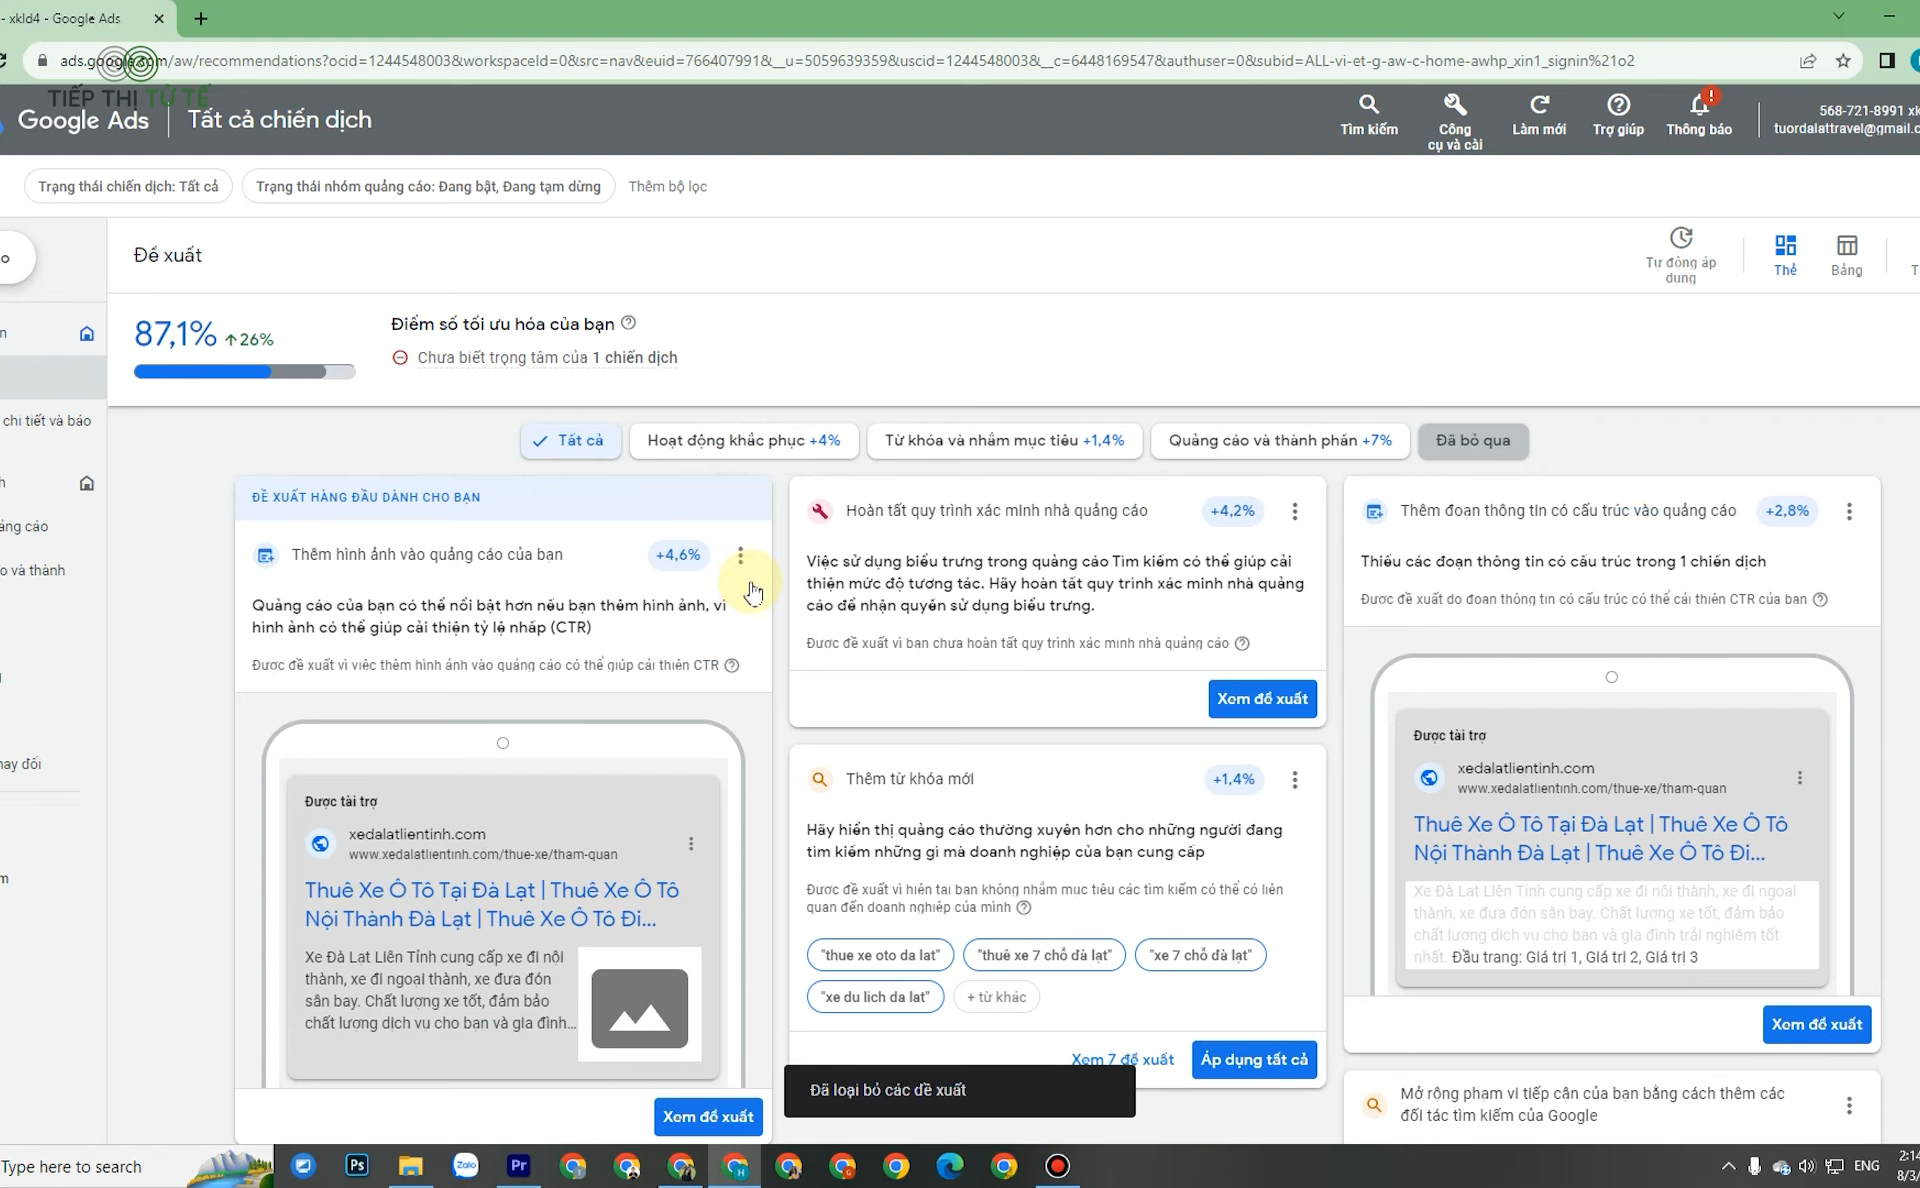 - xkld4 - Google Ads
/aw/recommendations?ocid=1244548003&workspaceId=0&src=nav&euid=766407991&__u=5059639359&uscid=1244548003&__c=6448169547&authuser=0&subid=ALL-vi-et-g-aw-c-home-awhp_xin1_signin%21o2
TIẾP THỊ TỬ TẾ
Google Ads
Tất cả chiến dịch
Tìm kiếm
Công
cụ và cài
Làm mới
Trợ giúp
Thông báo
568-721-8991
tuordalattravel@gmail.c
Trạng thái chiến dịch: Tất cả
Trạng thái nhóm quảng cáo: Đang bật, Đang tạm dừng
Thêm bộ lọc
Đề xuất
Tự động áp
dụng
Thẻ
Bảng
87,1%
26%
Điểm số tối ưu hóa của bạn
Chưa biết trọng tâm của 1 chiến dịch
chi tiết và báo
ảng cáo
o và thành
hay đổi
Tất cả
Hoạt động khắc phục +4%
Từ khóa và nhắm mục tiêu +1,4%
Quảng cáo và thành phần +7%
Đã bỏ qua
ĐỀ XUẤT HÀNG ĐẦU DÀNH CHO BẠN
Thêm hình ảnh vào quảng cáo của bạn
+4,6%
Quảng cáo của bạn có thể nổi bật hơn nếu bạn thêm hình ảnh, vì
hình ảnh có thể giúp cải thiện tỷ lệ nhấp (CTR)
Được đề xuất vì việc thêm hình ảnh vào quảng cáo có thể giúp cải thiện CTR
Được tài trợ
xedalatlientinh.com
www.xedalatlientinh.com/thue-xe/tham-quan
Thuê Xe Ô Tô Tại Đà Lạt | Thuê Xe Ô Tô
Nội Thành Đà Lạt | Thuê Xe Ô Tô Đi...
Xe Đà Lạt Liên Tỉnh cung cấp xe đi nội
thành, xe đi ngoại thành, xe đưa đón
sân bay. Chất lượng xe tốt, đảm bảo
chất lượng dịch vụ cho bạn và gia đình...
Xem đề xuất
Hoàn tất quy trình xác minh nhà quảng cáo
+4,2%
Việc sử dụng biểu trưng trong quảng cáo Tìm kiếm có thể giúp cải
thiện mức độ tương tác. Hãy hoàn tất quy trình xác minh nhà quảng
cáo để nhận quyền sử dụng biểu trưng.
Được đề xuất vì bạn chưa hoàn tất quy trình xác minh nhà quảng cáo
Xem đề xuất
Thêm từ khóa mới
+1,4%
Hãy hiển thị quảng cáo thường xuyên hơn cho những người đang
tìm kiếm những gì mà doanh nghiệp của bạn cung cấp
Được đề xuất vì hiện tại bạn không nhắm mục tiêu các tìm kiếm có thể có liên
quan đến doanh nghiệp của mình
"thue xe oto da lat"
"thuê xe 7 chỗ đà lạt"
"xe 7 chỗ đà lạt"
"xe du lich da lat"
+ từ khác
Xem 7 đề xuất
Áp dụng tất cả
Đã loại bỏ các đề xuất
Thêm đoạn thông tin có cấu trúc vào quảng cáo
+2,8%
Thiếu các đoạn thông tin có cấu trúc trong 1 chiến dịch
Được đề xuất do đoạn thông tin có cấu trúc có thể cải thiện CTR của bạn
Được tài trợ
xedalatlientinh.com
www.xedalatlientinh.com/thue-xe/tham-quan
Thuê Xe Ô Tô Tại Đà Lạt | Thuê Xe Ô Tô
Nội Thành Đà Lạt | Thuê Xe Ô Tô Đi...
Xe Đà Lạt Liên Tỉnh cung cấp xe đi nội thành, xe đi ngoại
thành, xe đưa đón sân bay. Chất lượng xe tốt, đảm bảo
chất lượng dịch vụ cho bạn và gia đình trải nghiệm tốt
nhất. Đầu trang: Giá trị 1, Giá trị 2, Giá trị 3
Xem đề xuất
Mở rộng phạm vi tiếp cận của bạn bằng cách thêm các
đối tác tìm kiếm của Google
Type here to search
Ps
Zalo
Pr
ENG
2:14
8/3/